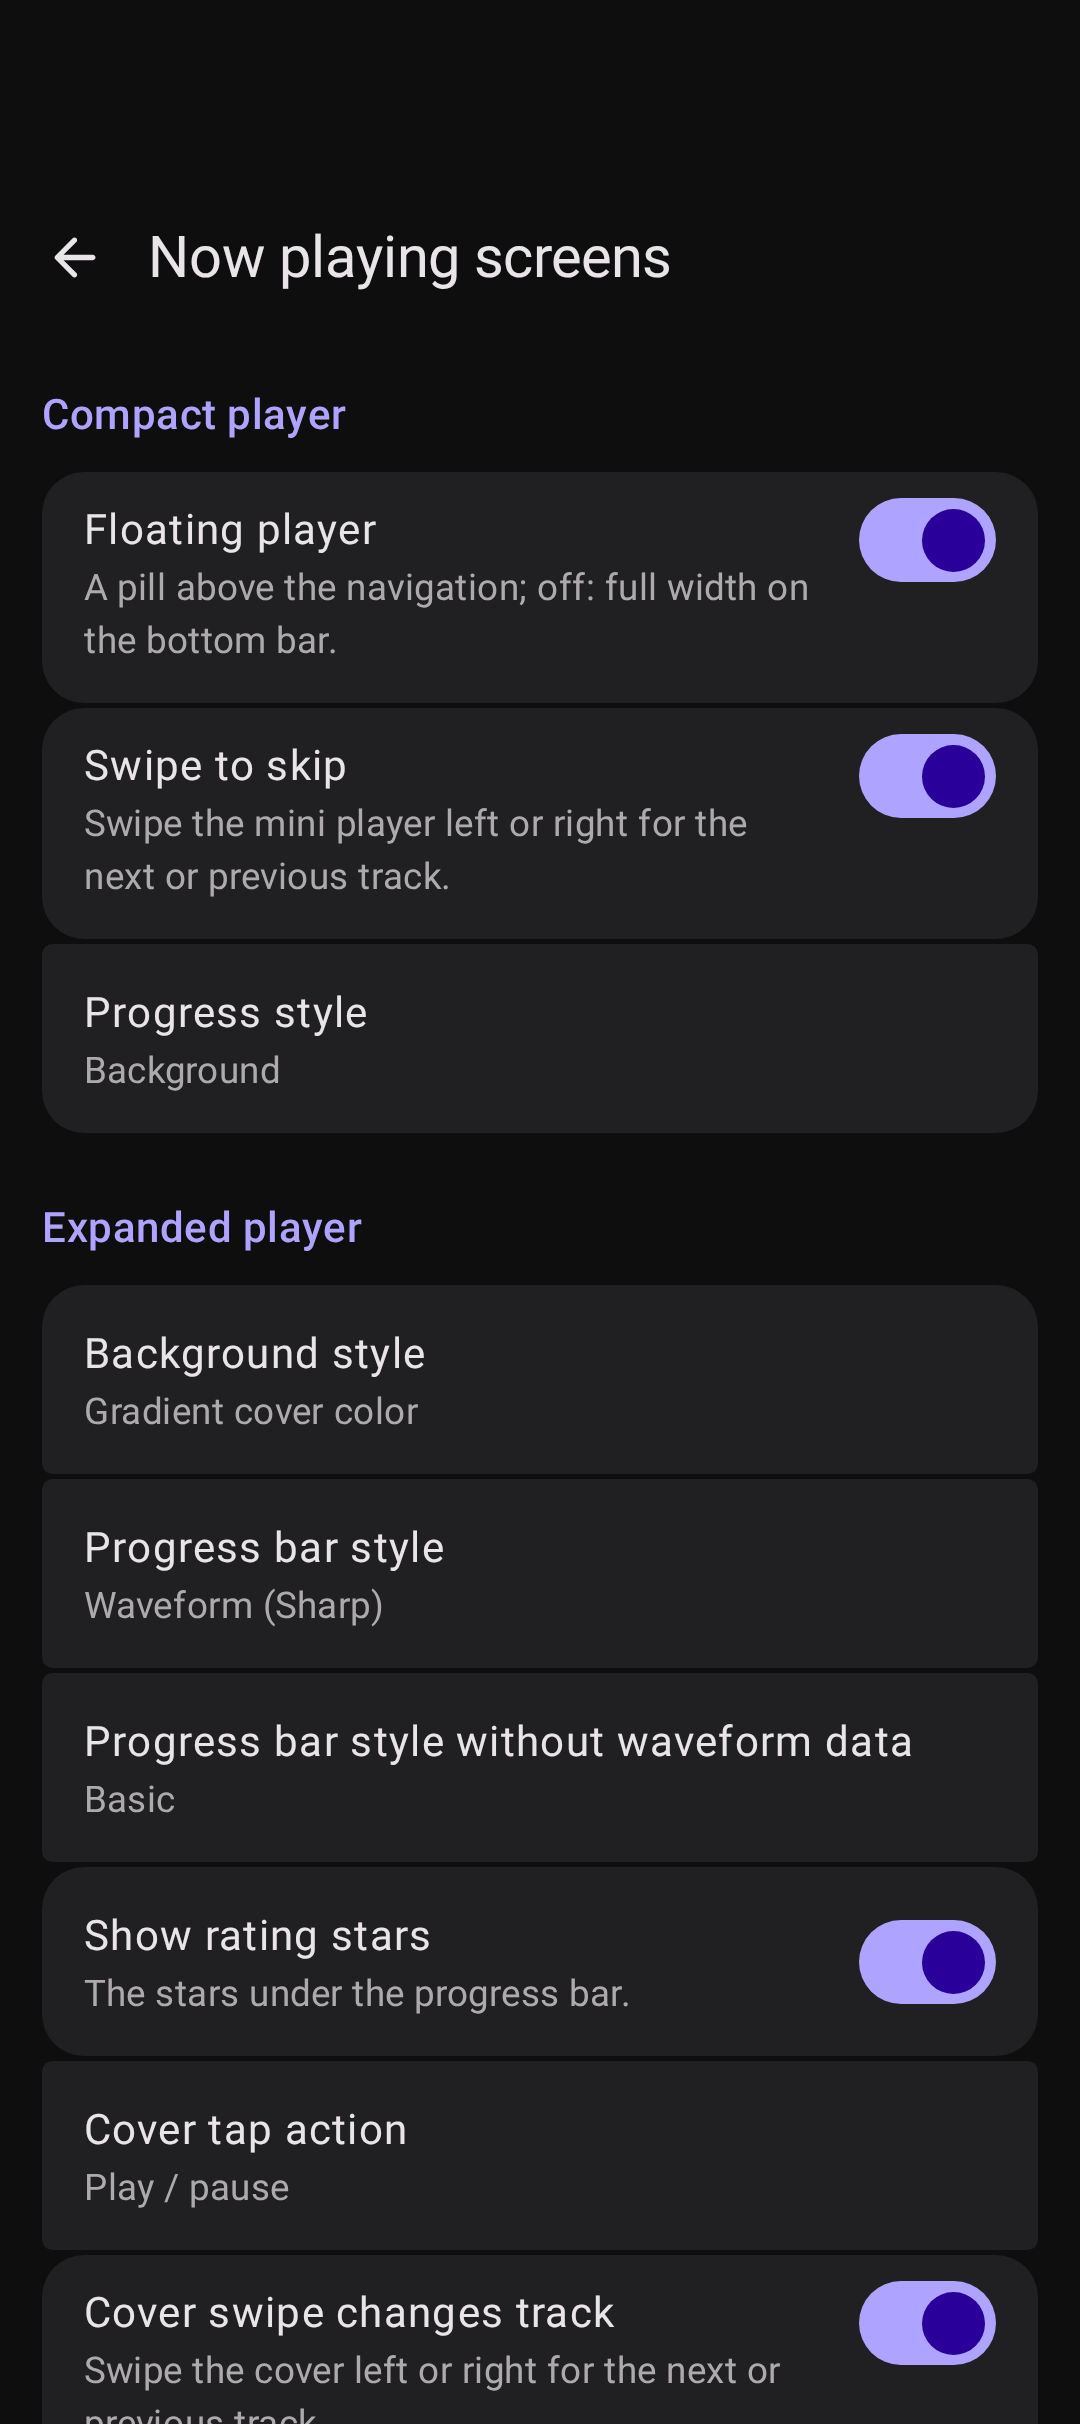 Now playing screens
Compact player
Floating player
A pill above the navigation; off: full width on
the bottom bar.
Swipe to skip
Swipe the mini player left or right for the
next or previous track.
Progress style
Background
Expanded player
Background style
Gradient cover color
Progress bar style
Waveform (Sharp)
Progress bar style without waveform data
Basic
Show rating stars
The stars under the progress bar.
Cover tap action
Play / pause
Cover swipe changes track
Swipe the cover left or right for the next or
previous track.